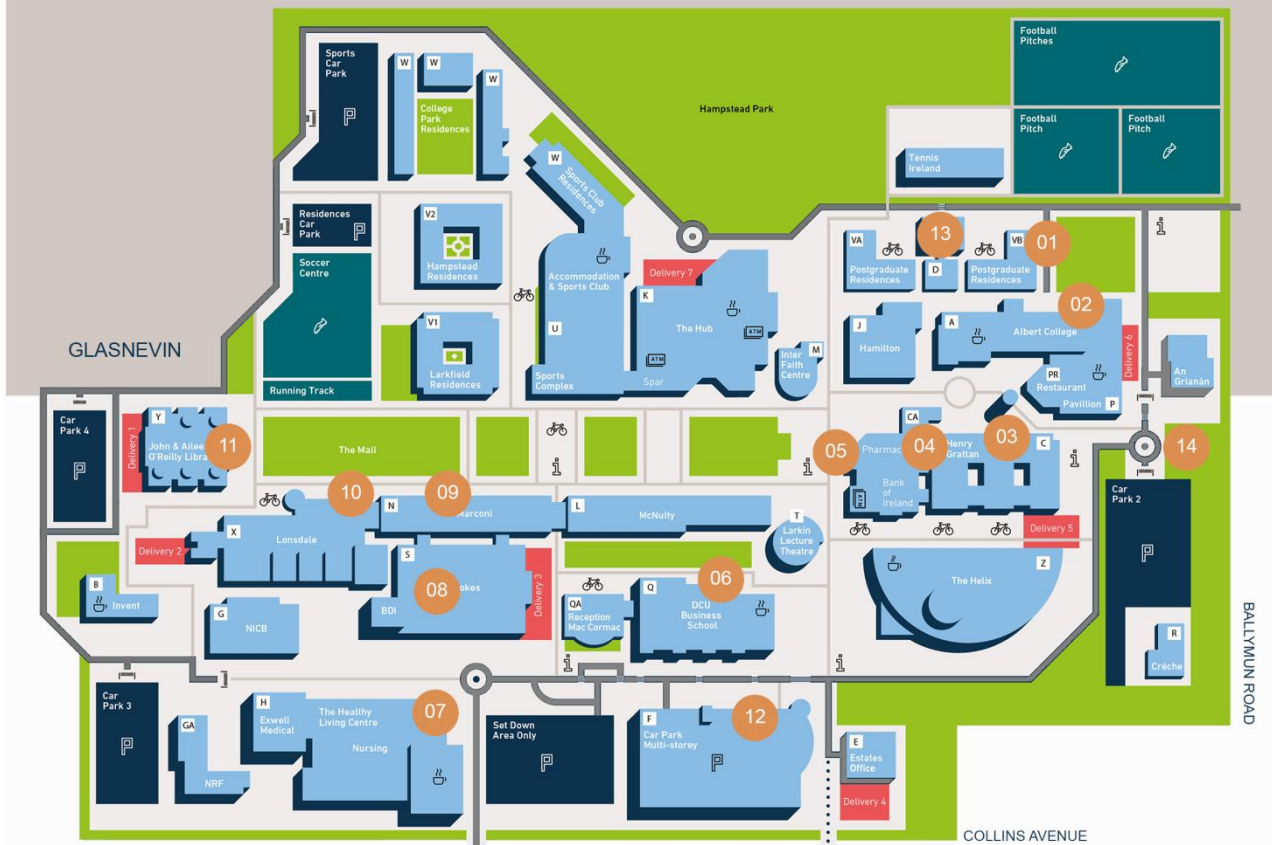 Sports
Car
Park
W
W
W
College
Park
Residences
Hampstead Park
Football
Pitches
Football
Pitch
Football
Pitch
Tennis
Ireland
W
Sports Club
Residences
Residences
Car
Park
V2
Hampstead
Residences
Soccer
Centre
Accommodation
& Sports Club
U
Delivery 7
K
The Hub
ATM
ATM
VA
Postgraduate
Residences
13
D
VB
01
Postgraduate
Residences
02
A
Albert College
J
Hamilton
Delivery 6
GLASNEVIN
V1
Larkfield
Residences
Running Track
Sports
Complex
Spar
Inter
Faith
Centre
M
PR
Restaurant
Pavillion
P
An
Grianán
Car
Park 4
Delivery 1
Y
John &
O'Reilly
11
The Mall
05
CA
04
Henry
Grattan
03
C
Bank
of
Ireland
ATM
14
Car
Park 2
10
09
N
L
McNulty
T
Larkin
Lecture
Theatre
Delivery 5
X
Lonsdale
Delivery 2
S
08
BDI
Delivery 3
06
Q
DCU
Business
School
QA
Reception
Mac Cormac
Z
The Helix
B
Invent
G
NICB
R
Crèche
BALLYMUN ROAD
Car
Park 3
GA
NRF
H
Exwell
Medical
The Healthy
Living Centre
Nursing
07
Set Down
Area Only
F
Car Park
Multi-storey
12
E
Estates
Office
Delivery 4
COLLINS AVENUE